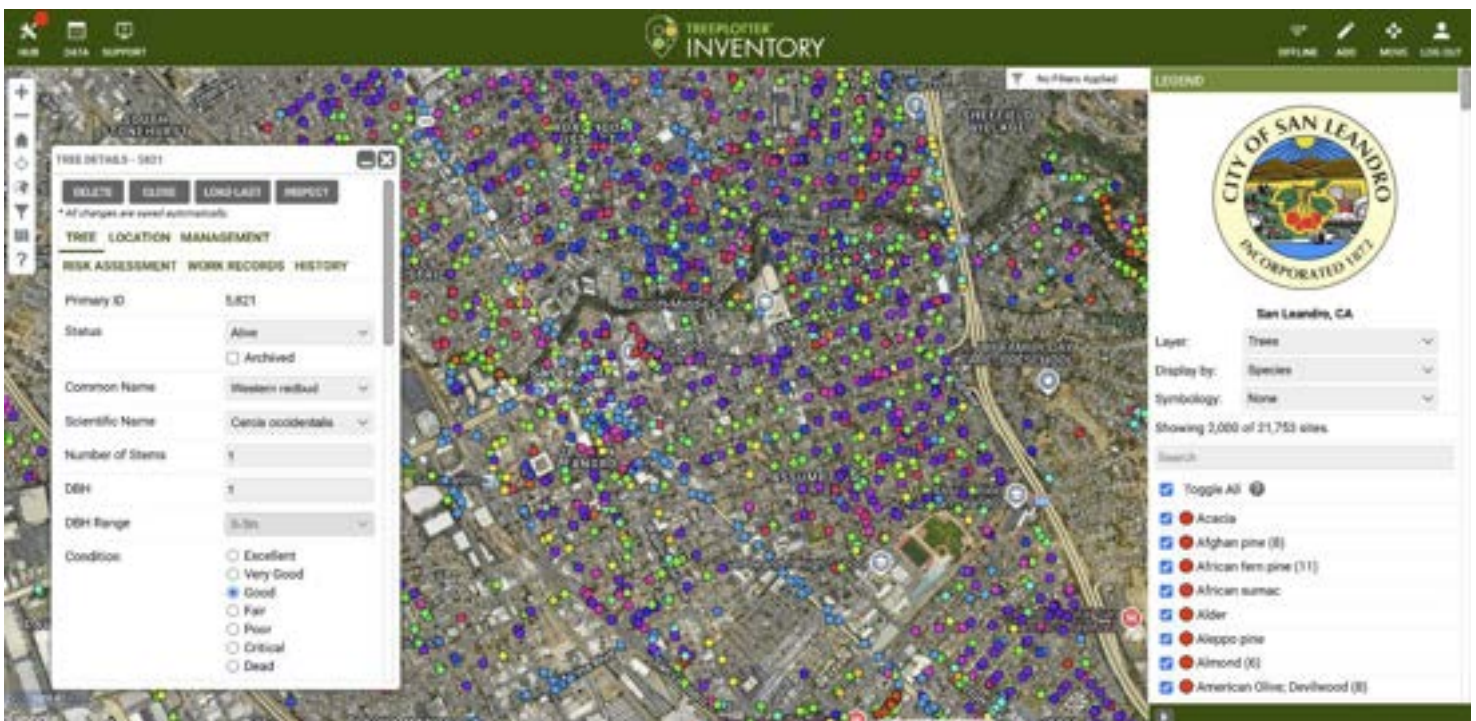 HUB DATA SUPPORT
TREEPLOTTER
INVENTORY
OFFLINE ADD MOVE LOG OUT
No Filters Applied
TREE DETAILS - 5821
DELETE CLOSE LOAD LAST INSPECT
* All changes are saved automatically.
TREE LOCATION MANAGEMENT
RISK ASSESSMENT WORK RECORDS HISTORY
Primary ID 5,821
Status Alive
Archived
Common Name Western redbud
Scientific Name Cercis occidentalis
Number of Stems 1
DBH 1
DBH Range 0-3in
Condition
Excellent
Very Good
Good
Fair
Poor
Critical
Dead
SHEFFIELD
VILLAGE
LEGEND
CITY OF SAN LEANDRO
INCORPORATED 1872
San Leandro, CA
Layer: Trees
Display by: Species
Symbology: None
Showing 2,000 of 21,753 sites.
Search
Toggle All
Acacia
Afghan pine (8)
African fern pine (11)
African sumac
Alder
Aleppo pine
Almond (6)
American Olive; Devilwood (8)